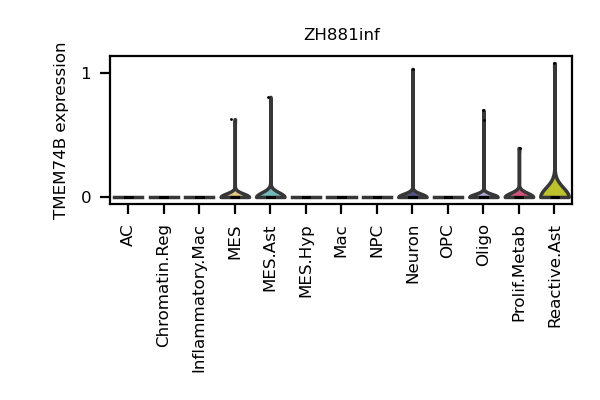 ZH881inf
TMEM74B expression
1
0
AC
Chromatin.Reg
Inflammatory.Mac
MES
MES.Ast
MES.Hyp
Mac
NPC
Neuron
OPC
Oligo
Prolif.Metab
Reactive.Ast